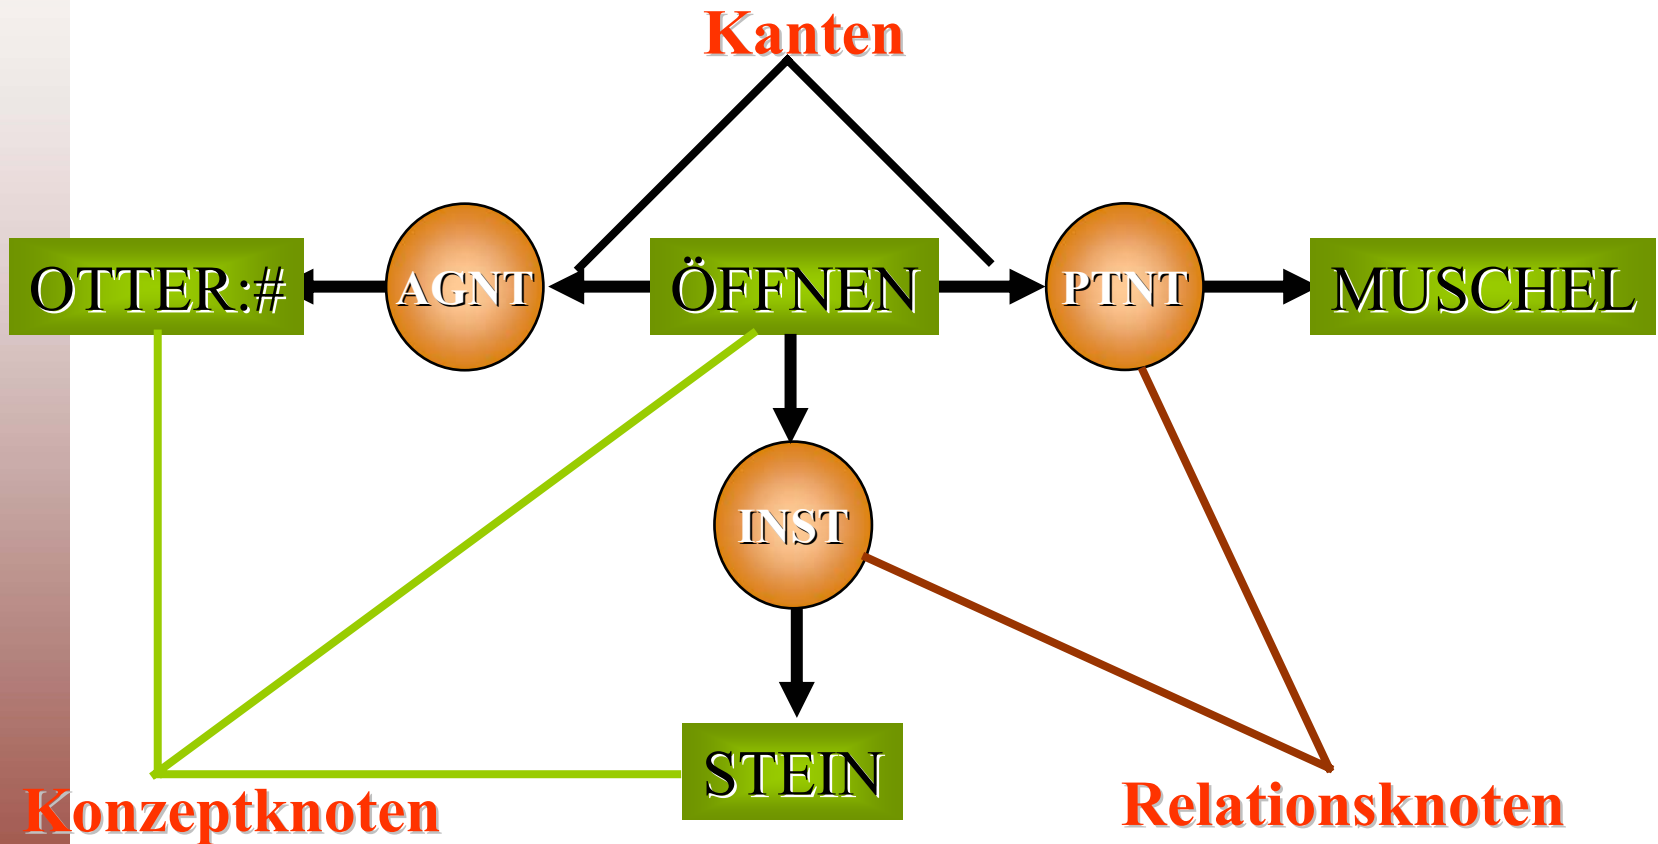 Kanten
OTTER:# AGNT ÖFFNEN PTNT MUSCHEL
INST
STEIN
Konzeptknoten Relationsknoten